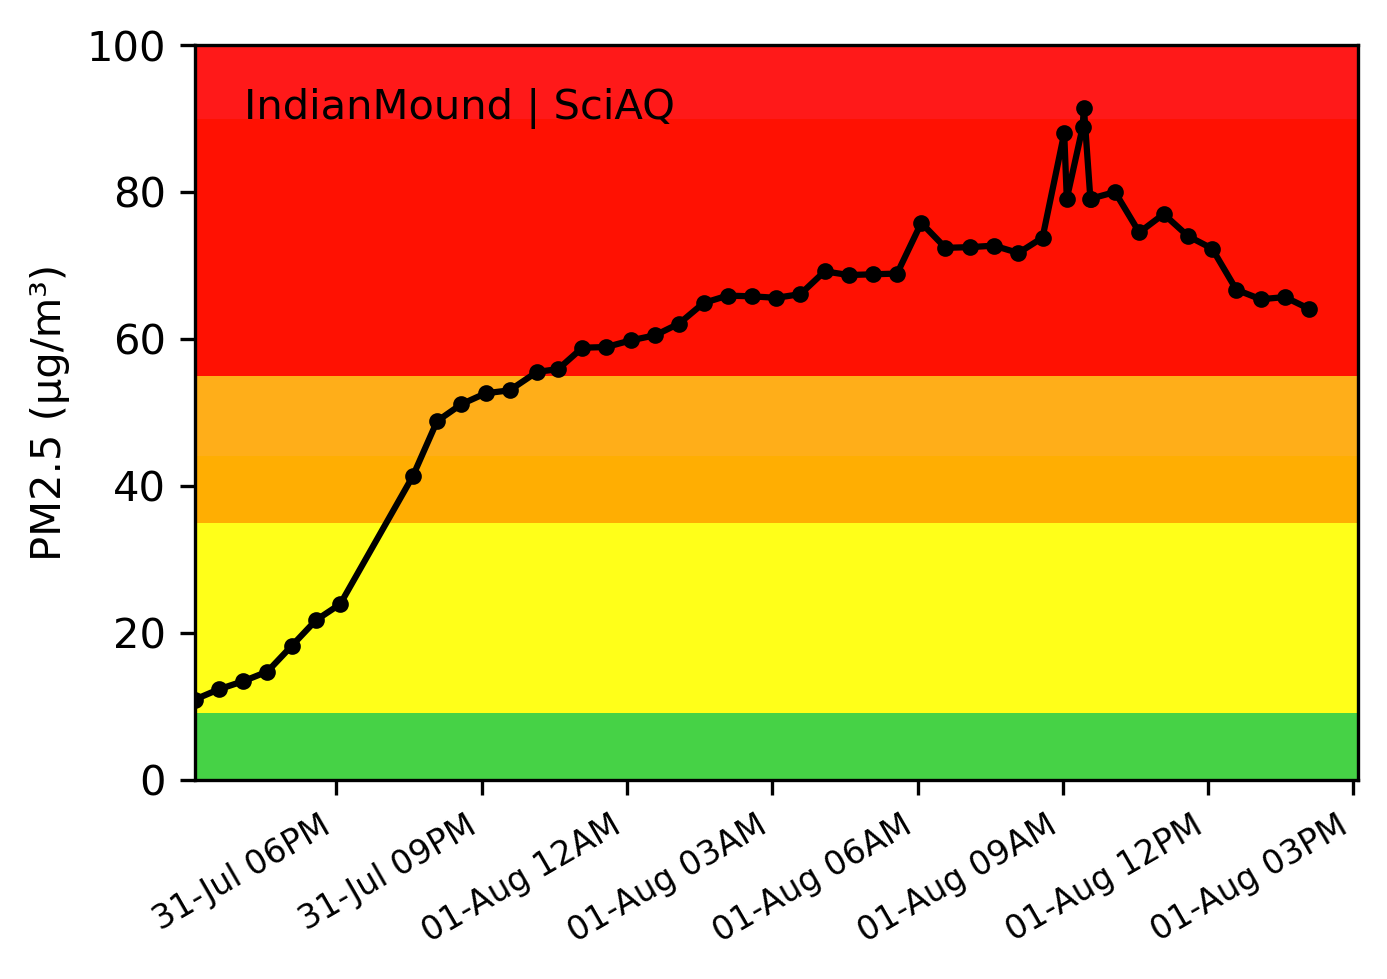 IndianMound | SciAQ
PM2.5 (µg/m³)
100
80
60
40
20
0
31-Jul 06PM
31-Jul 09PM
01-Aug 12AM
01-Aug 03AM
01-Aug 06AM
01-Aug 09AM
01-Aug 12PM
01-Aug 03PM